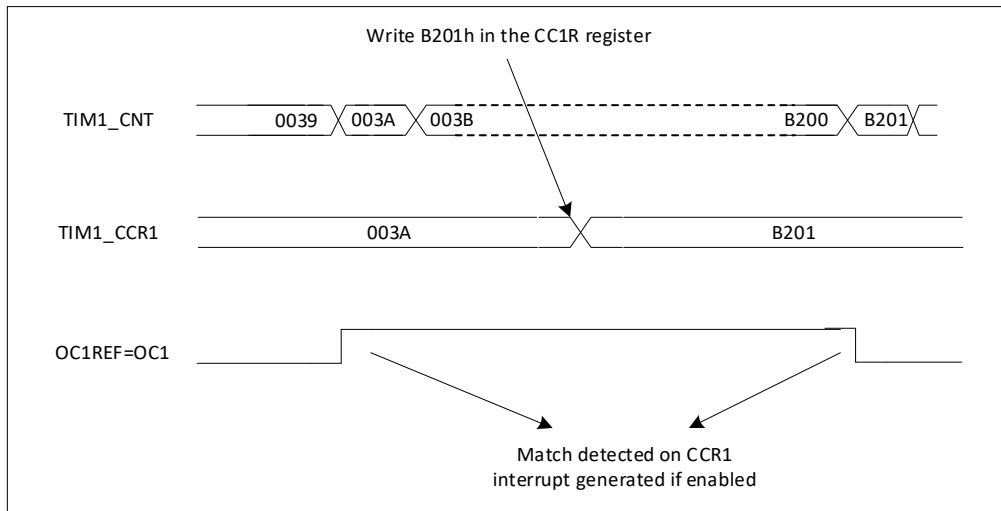 Write B201h in the CC1R register
TIM1_CNT 0039 003A 003B B200 B201
TIM1_CCR1 003A B201
OC1REF=OC1
Match detected on CCR1
interrupt generated if enabled